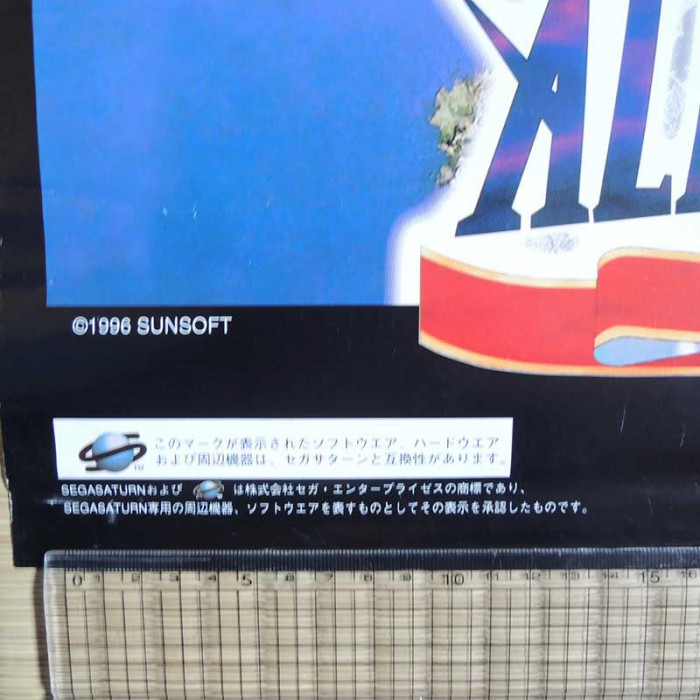 ©1996 SUNSOFT
このマークが表示されたソフトウエア、ハードウエア
および周辺機器は、セガサターンと互換性があります。
TM
SEGASATURNおよび は株式会社セガ・エンタープライゼスの商標であり、
SEGASATURN専用の周辺機器、ソフトウエアを表すものとしてその表示を承認したものです。
0 1 2 3 4 5 6 7 8 9 10 11 12 13 14 15 16